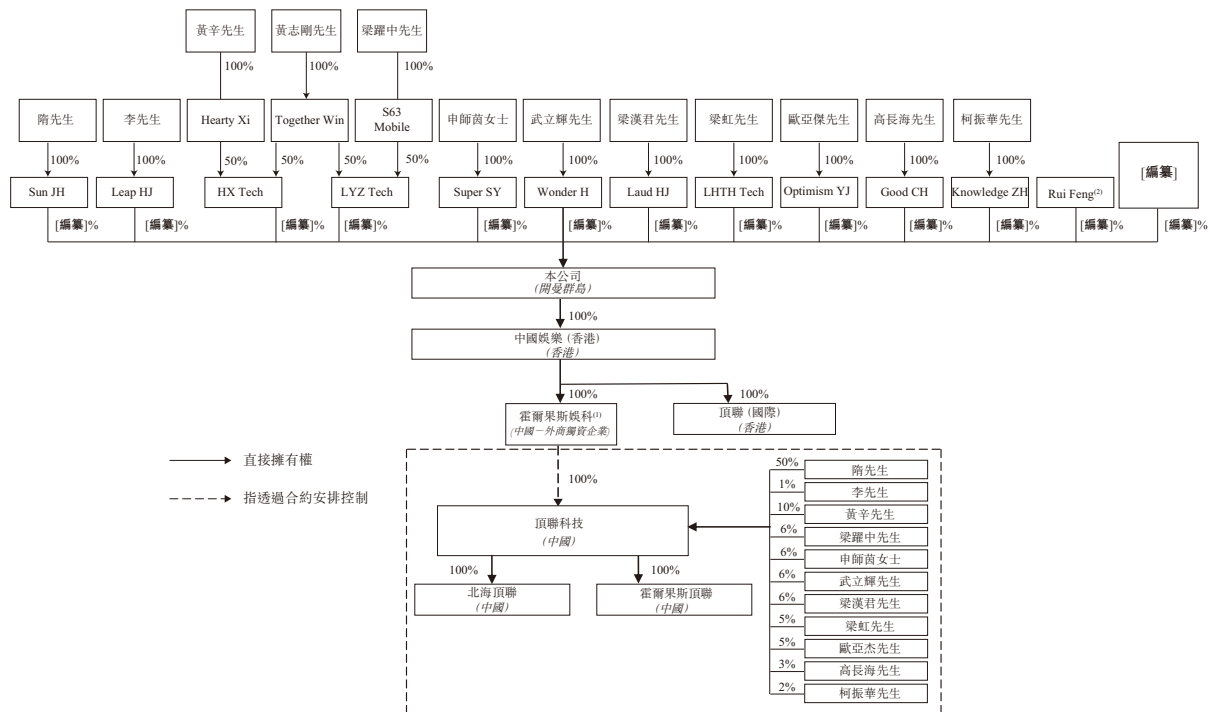 黃辛先生
黃志剛先生
梁躍中先生
100%
100%
100%
隋先生
李先生
Hearty Xi
Together Win
S63
Mobile
申師茵女士
武立輝先生
梁漢君先生
梁虹先生
歐亞傑先生
高長海先生
柯振華先生
100%
100%
50%
50%
50%
50%
100%
100%
100%
100%
100%
100%
100%
Sun JH
Leap HJ
HX Tech
LYZ Tech
Super SY
Wonder H
Laud HJ
LHTH Tech
Optimism YJ
Good CH
Knowledge ZH
Rui Feng(2)
[編纂]
[編纂]%
[編纂]%
[編纂]%
[編纂]%
[編纂]%
[編纂]%
[編纂]%
[編纂]%
[編纂]%
[編纂]%
[編纂]%
[編纂]%
[編纂]%
本公司
(開曼群島)
100%
中國娛樂 (香港)
(香港)
100%
100%
霍爾果斯娛科(1)
(中國－外商獨資企業)
頂聯 (國際)
(香港)
直接擁有權
指透過合約安排控制
100%
頂聯科技
(中國)
100%
100%
北海頂聯
(中國)
霍爾果斯頂聯
(中國)
50%
隋先生
1%
李先生
10%
黃辛先生
6%
梁躍中先生
6%
申師茵女士
6%
武立輝先生
6%
梁漢君先生
5%
梁虹先生
5%
歐亞杰先生
3%
高長海先生
2%
柯振華先生